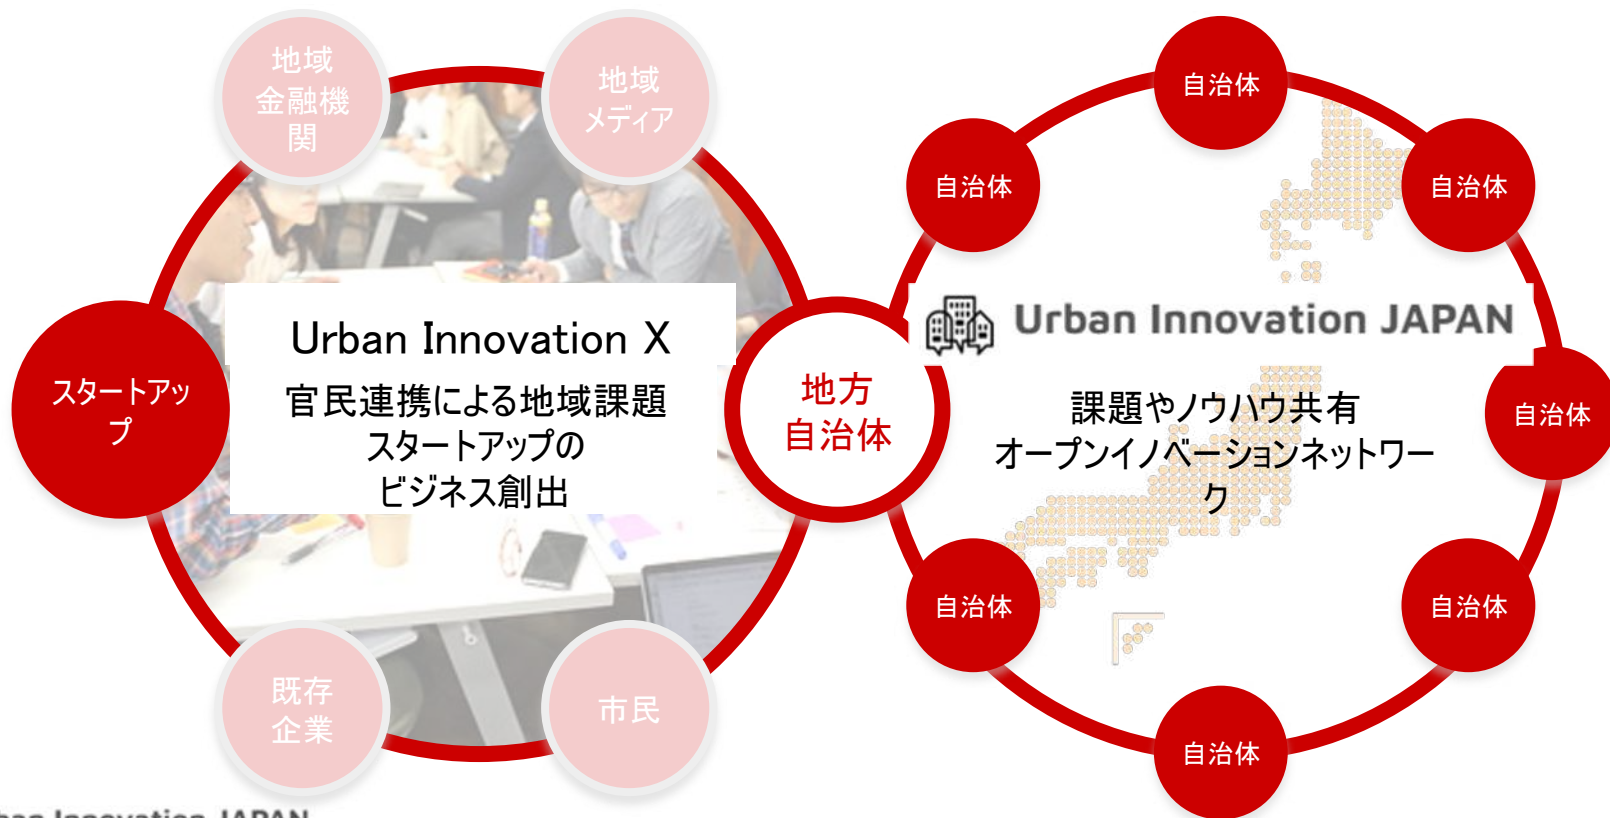 地域
金融機
関
地域
メディア
スタートアッ
プ
Urban Innovation X
官民連携による地域課題
スタートアップの
ビジネス創出
既存
企業
市民
地方
自治体
自治体
自治体
自治体
Urban Innovation JAPAN
課題やノウハウ共有
オープンイノベーションネットワー
ク
自治体
自治体
自治体
自治体
Innovation JAPAN